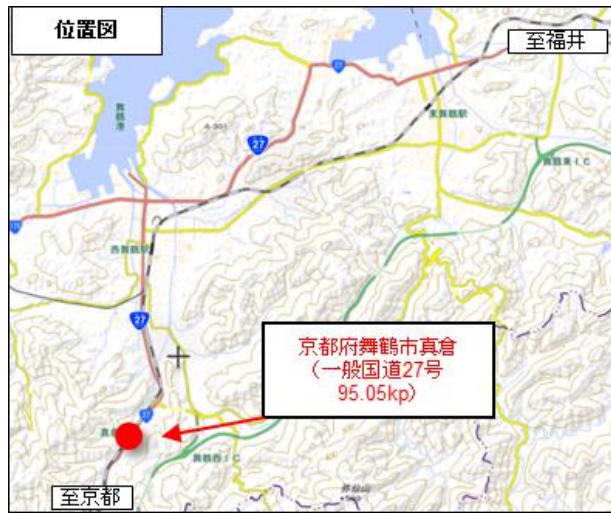 位置図
至福井
27
東舞鶴駅
舞鶴港
27
舞鶴東IC
西舞鶴駅
27
京都府舞鶴市真倉
(一般国道27号
95.05kp)
27
舞鶴西IC
至京都